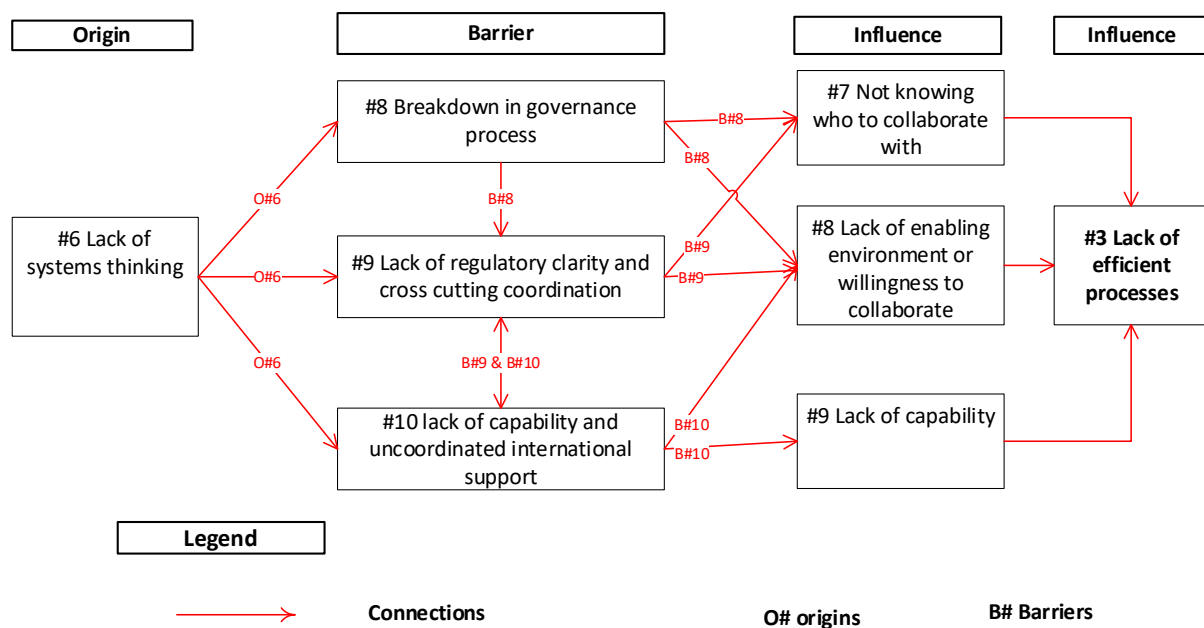 Origin
Barrier
Influence
Influence
#6 Lack of
systems thinking
O#6
O#6
O#6
#8 Breakdown in governance
process
B#8
#9 Lack of regulatory clarity and
cross cutting coordination
B#9 & B#10
#10 lack of capability and
uncoordinated international
support
B#8
B#8
B#9
B#9
B#10
B#10
#7 Not knowing
who to collaborate
with
#8 Lack of enabling
environment or
willingness to
collaborate
#9 Lack of capability
#3 Lack of
efficient
processes
Legend
Connections
O# origins
B# Barriers